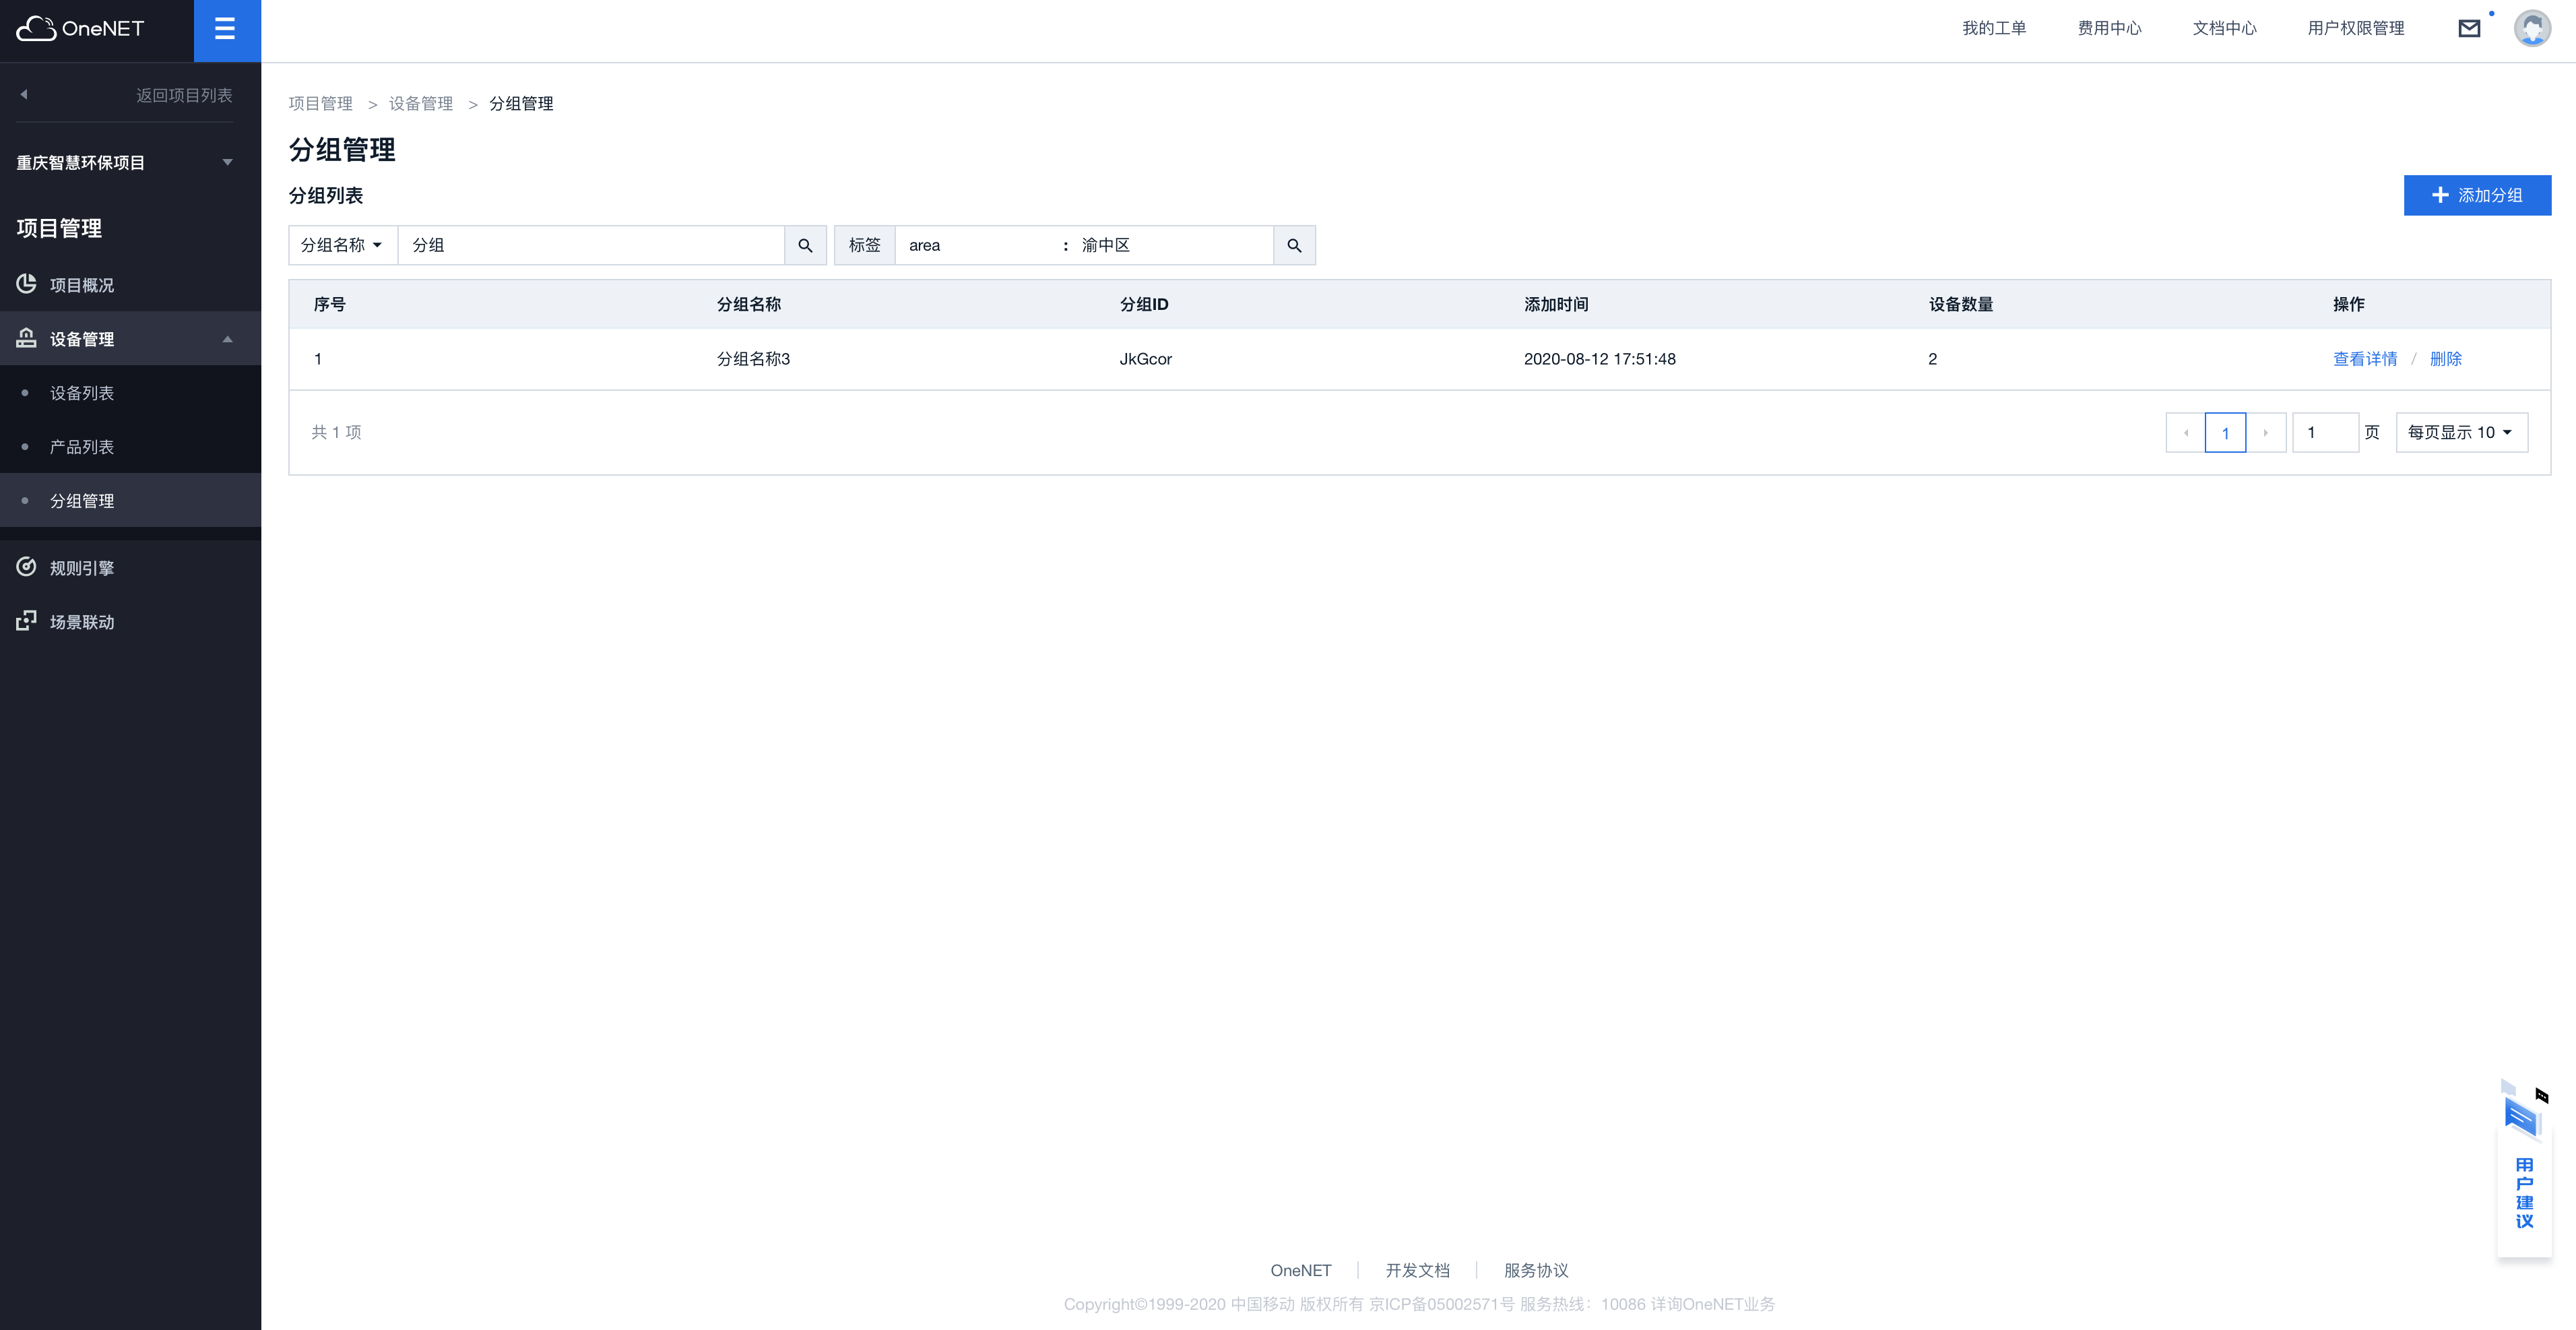 OneNET
我的工单 费用中心 文档中心 用户权限管理
返回项目列表
重庆智慧环保项目
项目管理
项目概况
设备管理
设备列表
产品列表
分组管理
规则引擎
场景联动
项目管理 > 设备管理 > 分组管理
分组管理
分组列表
添加分组
分组名称 分组 标签 area : 渝中区
序号 分组名称 分组ID 添加时间 设备数量 操作
1 分组名称3 JkGcor 2020-08-12 17:51:48 2 查看详情 / 删除
共 1 项 1 1 页 每页显示 10
用户建议
OneNET 开发文档 服务协议
Copyright©1999-2020 中国移动 版权所有 京ICP备05002571号 服务热线：10086 详询OneNET业务